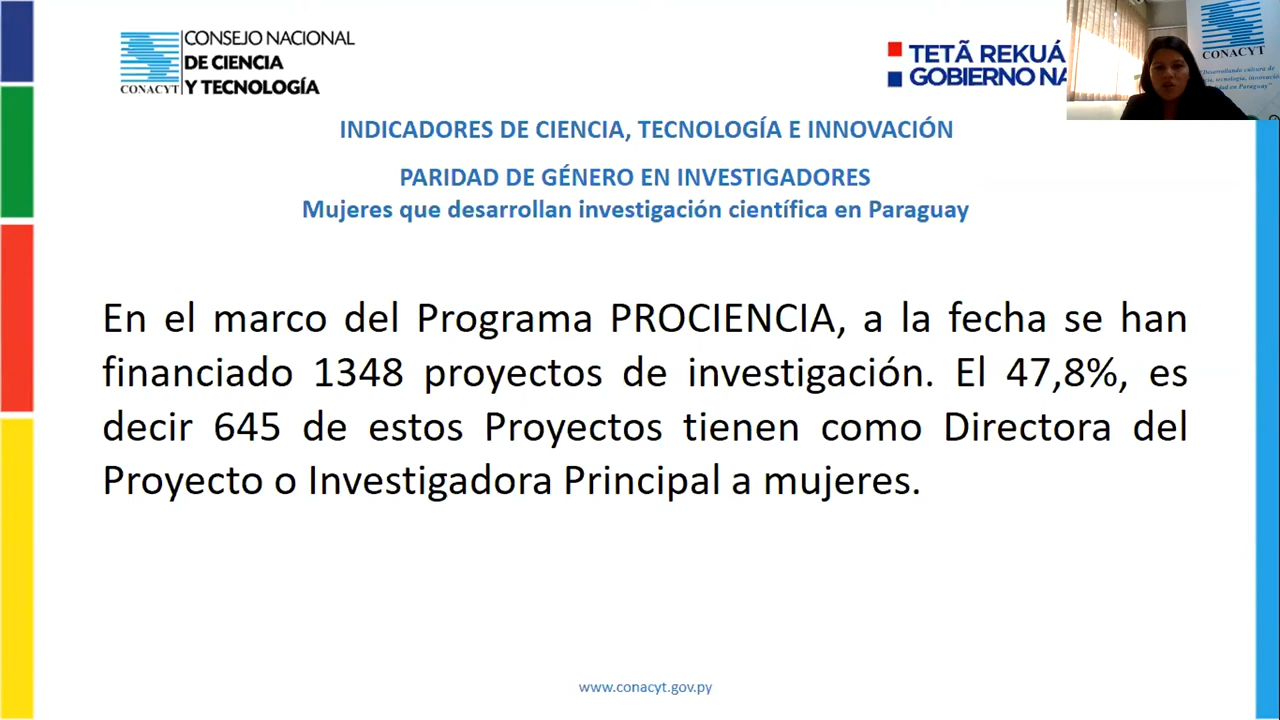 CONSEJO NACIONAL
DE CIENCIA
Y TECNOLOGÍA
CONACYT
TETÃ REKUÁ
GOBIERNO NA
CONACYT
INDICADORES DE CIENCIA, TECNOLOGÍA E INNOVACIÓN
PARIDAD DE GÉNERO EN INVESTIGADORES
Mujeres que desarrollan investigación científica en Paraguay
En el marco del Programa PROCIENCIA, a la fecha se han
financiado 1348 proyectos de investigación. El 47,8%, es
decir 645 de estos Proyectos tienen como Directora del
Proyecto o Investigadora Principal a mujeres.
www.conacyt.gov.py